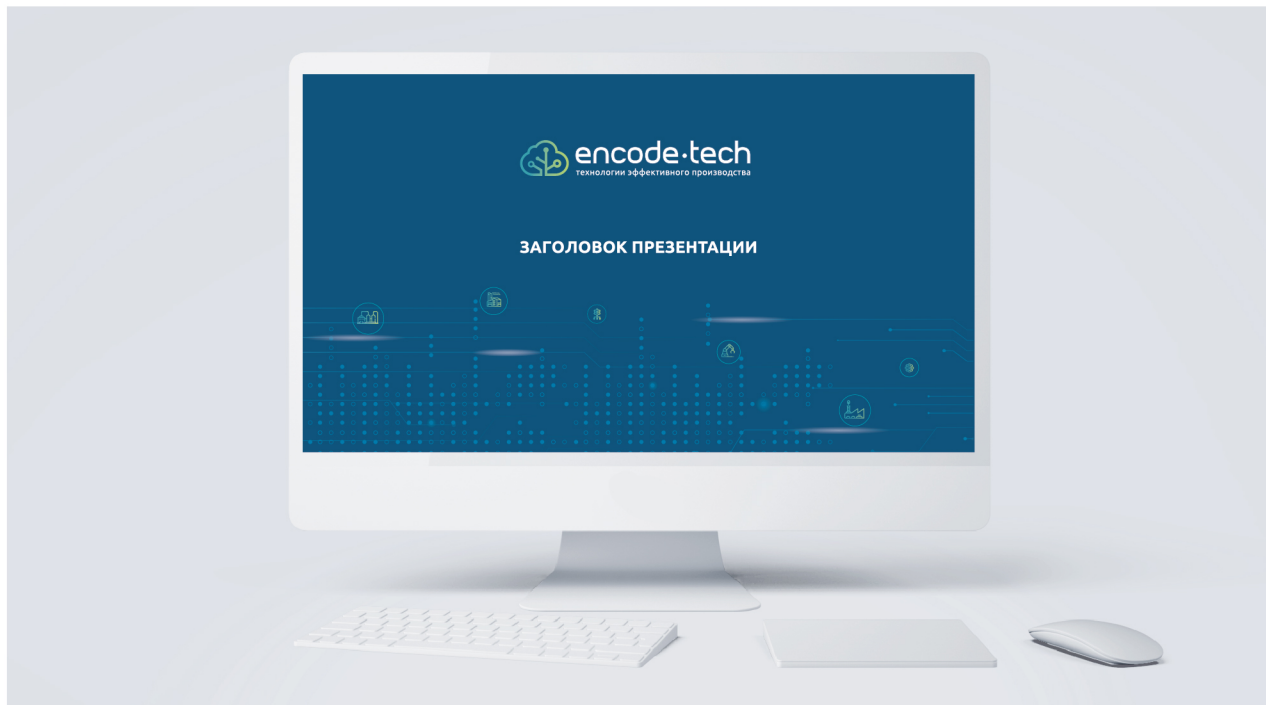 encode·tech
технологии эффективного производства
ЗАГОЛОВОК ПРЕЗЕНТАЦИИ